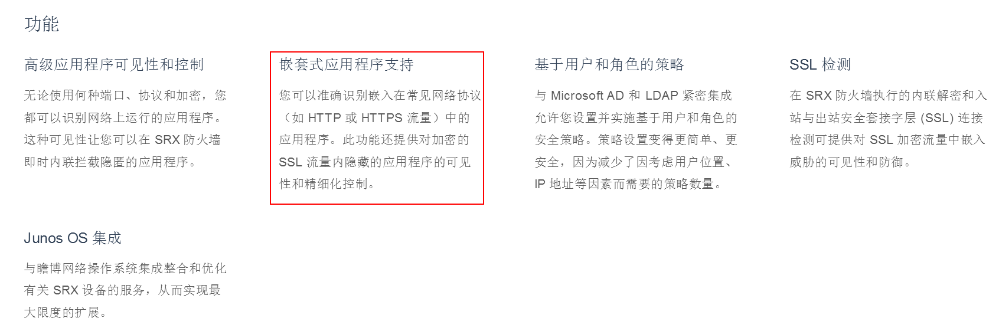 功能
高级应用程序可见性和控制
无论使用何种端口、协议和加密，您
都可以识别网络上运行的应用程序。
这种可见性让您可以在 SRX 防火墙
即时内联拦截隐匿的应用程序。
嵌套式应用程序支持
您可以准确识别嵌入在常见网络协议
（如 HTTP 或 HTTPS 流量）中的
应用程序。此功能还提供对加密的
SSL 流量内隐藏的应用程序的可见
性和精细化控制。
基于用户和角色的策略
与 Microsoft AD 和 LDAP 紧密集成
允许您设置并实施基于用户和角色的
安全策略。策略设置变得更简单、更
安全，因为减少了因考虑用户位置、
IP 地址等因素而需要的策略数量。
SSL 检测
在 SRX 防火墙执行的内联解密和入
站与出站安全套接字层 (SSL) 连接
检测可提供对 SSL 加密流量中嵌入
威胁的可见性和防御。
Junos OS 集成
与瞻博网络操作系统集成整合和优化
有关 SRX 设备的服务，从而实现最
大限度的扩展。